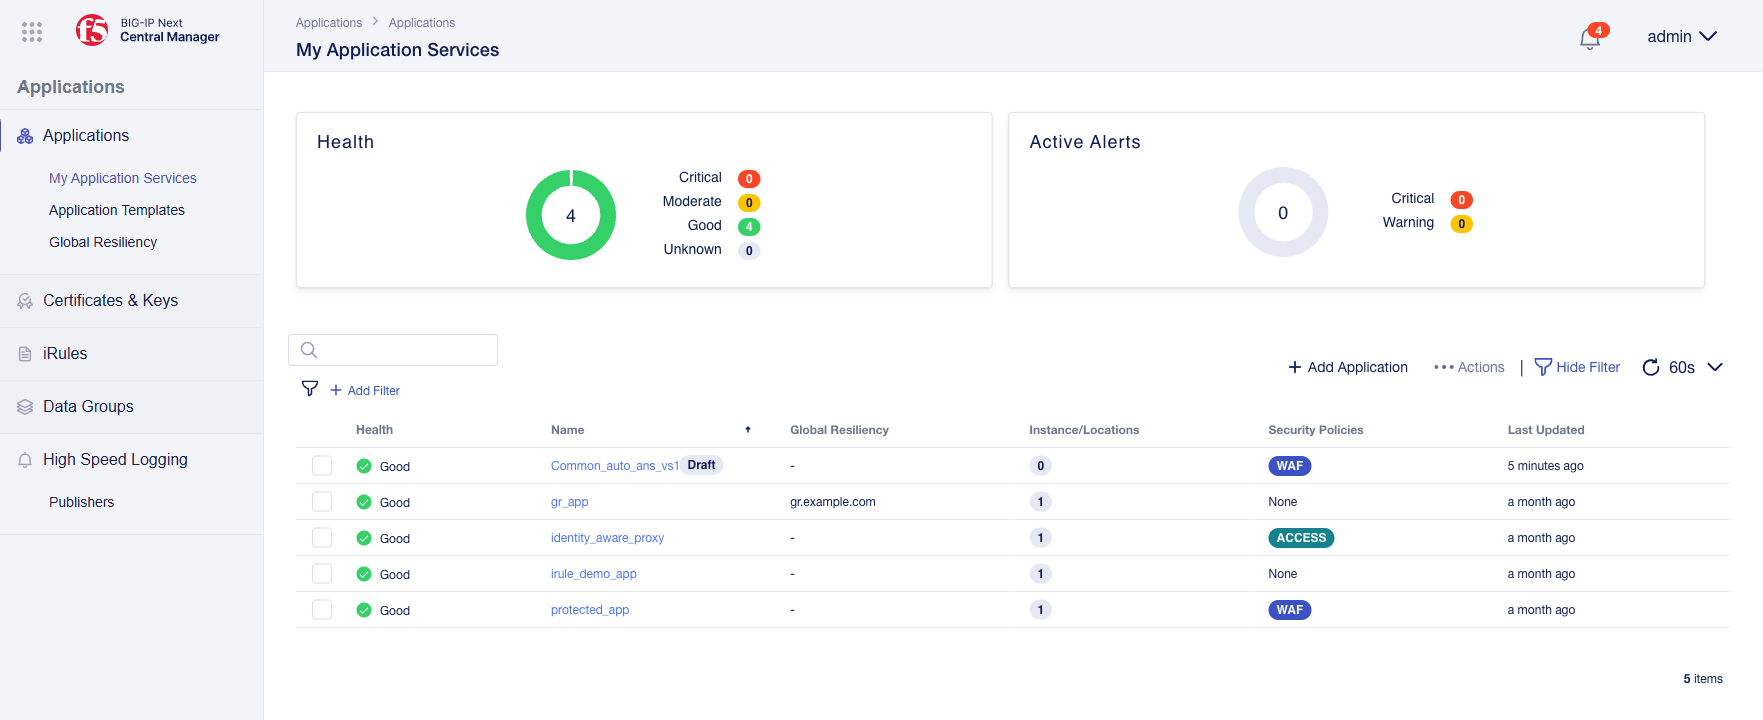 f5
BIG-IP Next
Central Manager
Applications
Applications
My Application Services
Application Templates
Global Resiliency
Certificates & Keys
iRules
Data Groups
High Speed Logging
Publishers
Applications > Applications
My Application Services
4
admin
Health
4
Critical 0
Moderate 0
Good 4
Unknown 0
Active Alerts
0
Critical 0
Warning 0
+ Add Application ••• Actions | Hide Filter 60s
+ Add Filter
Health Name Global Resiliency Instance/Locations Security Policies Last Updated
Good Common_auto_ans_vs1 Draft - 0 WAF 5 minutes ago
Good gr_app gr.example.com 1 None a month ago
Good identity_aware_proxy - 1 ACCESS a month ago
Good irule_demo_app - 1 None a month ago
Good protected_app - 1 WAF a month ago
5 items